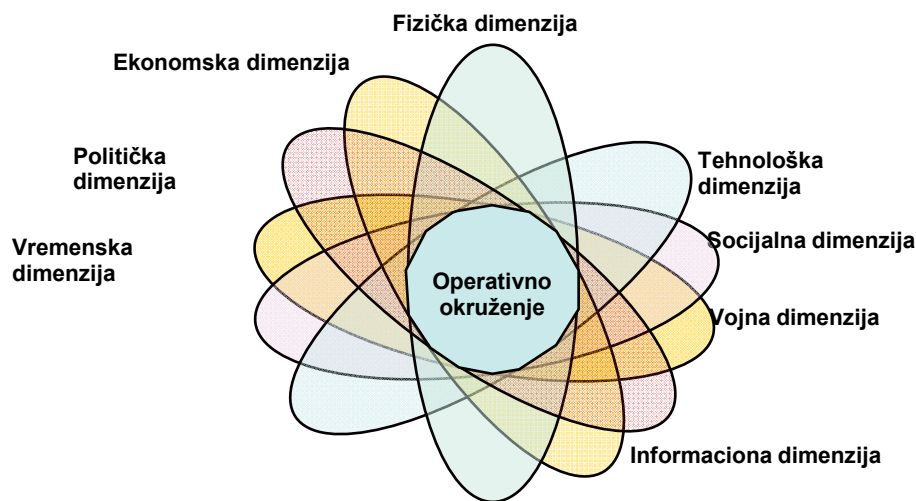 Fizička dimenzija
Ekonomska dimenzija
Politička
dimenzija
Tehnološka
dimenzija
Vremenska
dimenzija
Socijalna dimenzija
Operativno
okruženje
Vojna dimenzija
Informaciona dimenzija